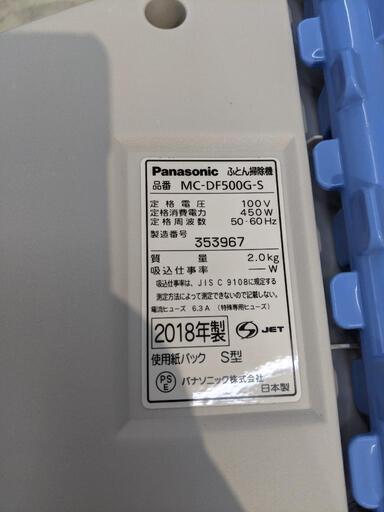 Panasonic ふとん掃除機
品番 MC-DF500G-S
定格電圧 100V
定格消費電力 450W
定格周波数 50-60Hz
製造番号 353967
質量 2.0kg
吸込仕事率 ―W
吸込仕事率は、JIS C 9108に規定する
測定方法によって測定できないので記載しない。
電流ヒューズ 6.3A (特殊専用ヒューズ)
2018年製 S JET
使用紙パック S型
PS E パナソニック株式会社
日本製